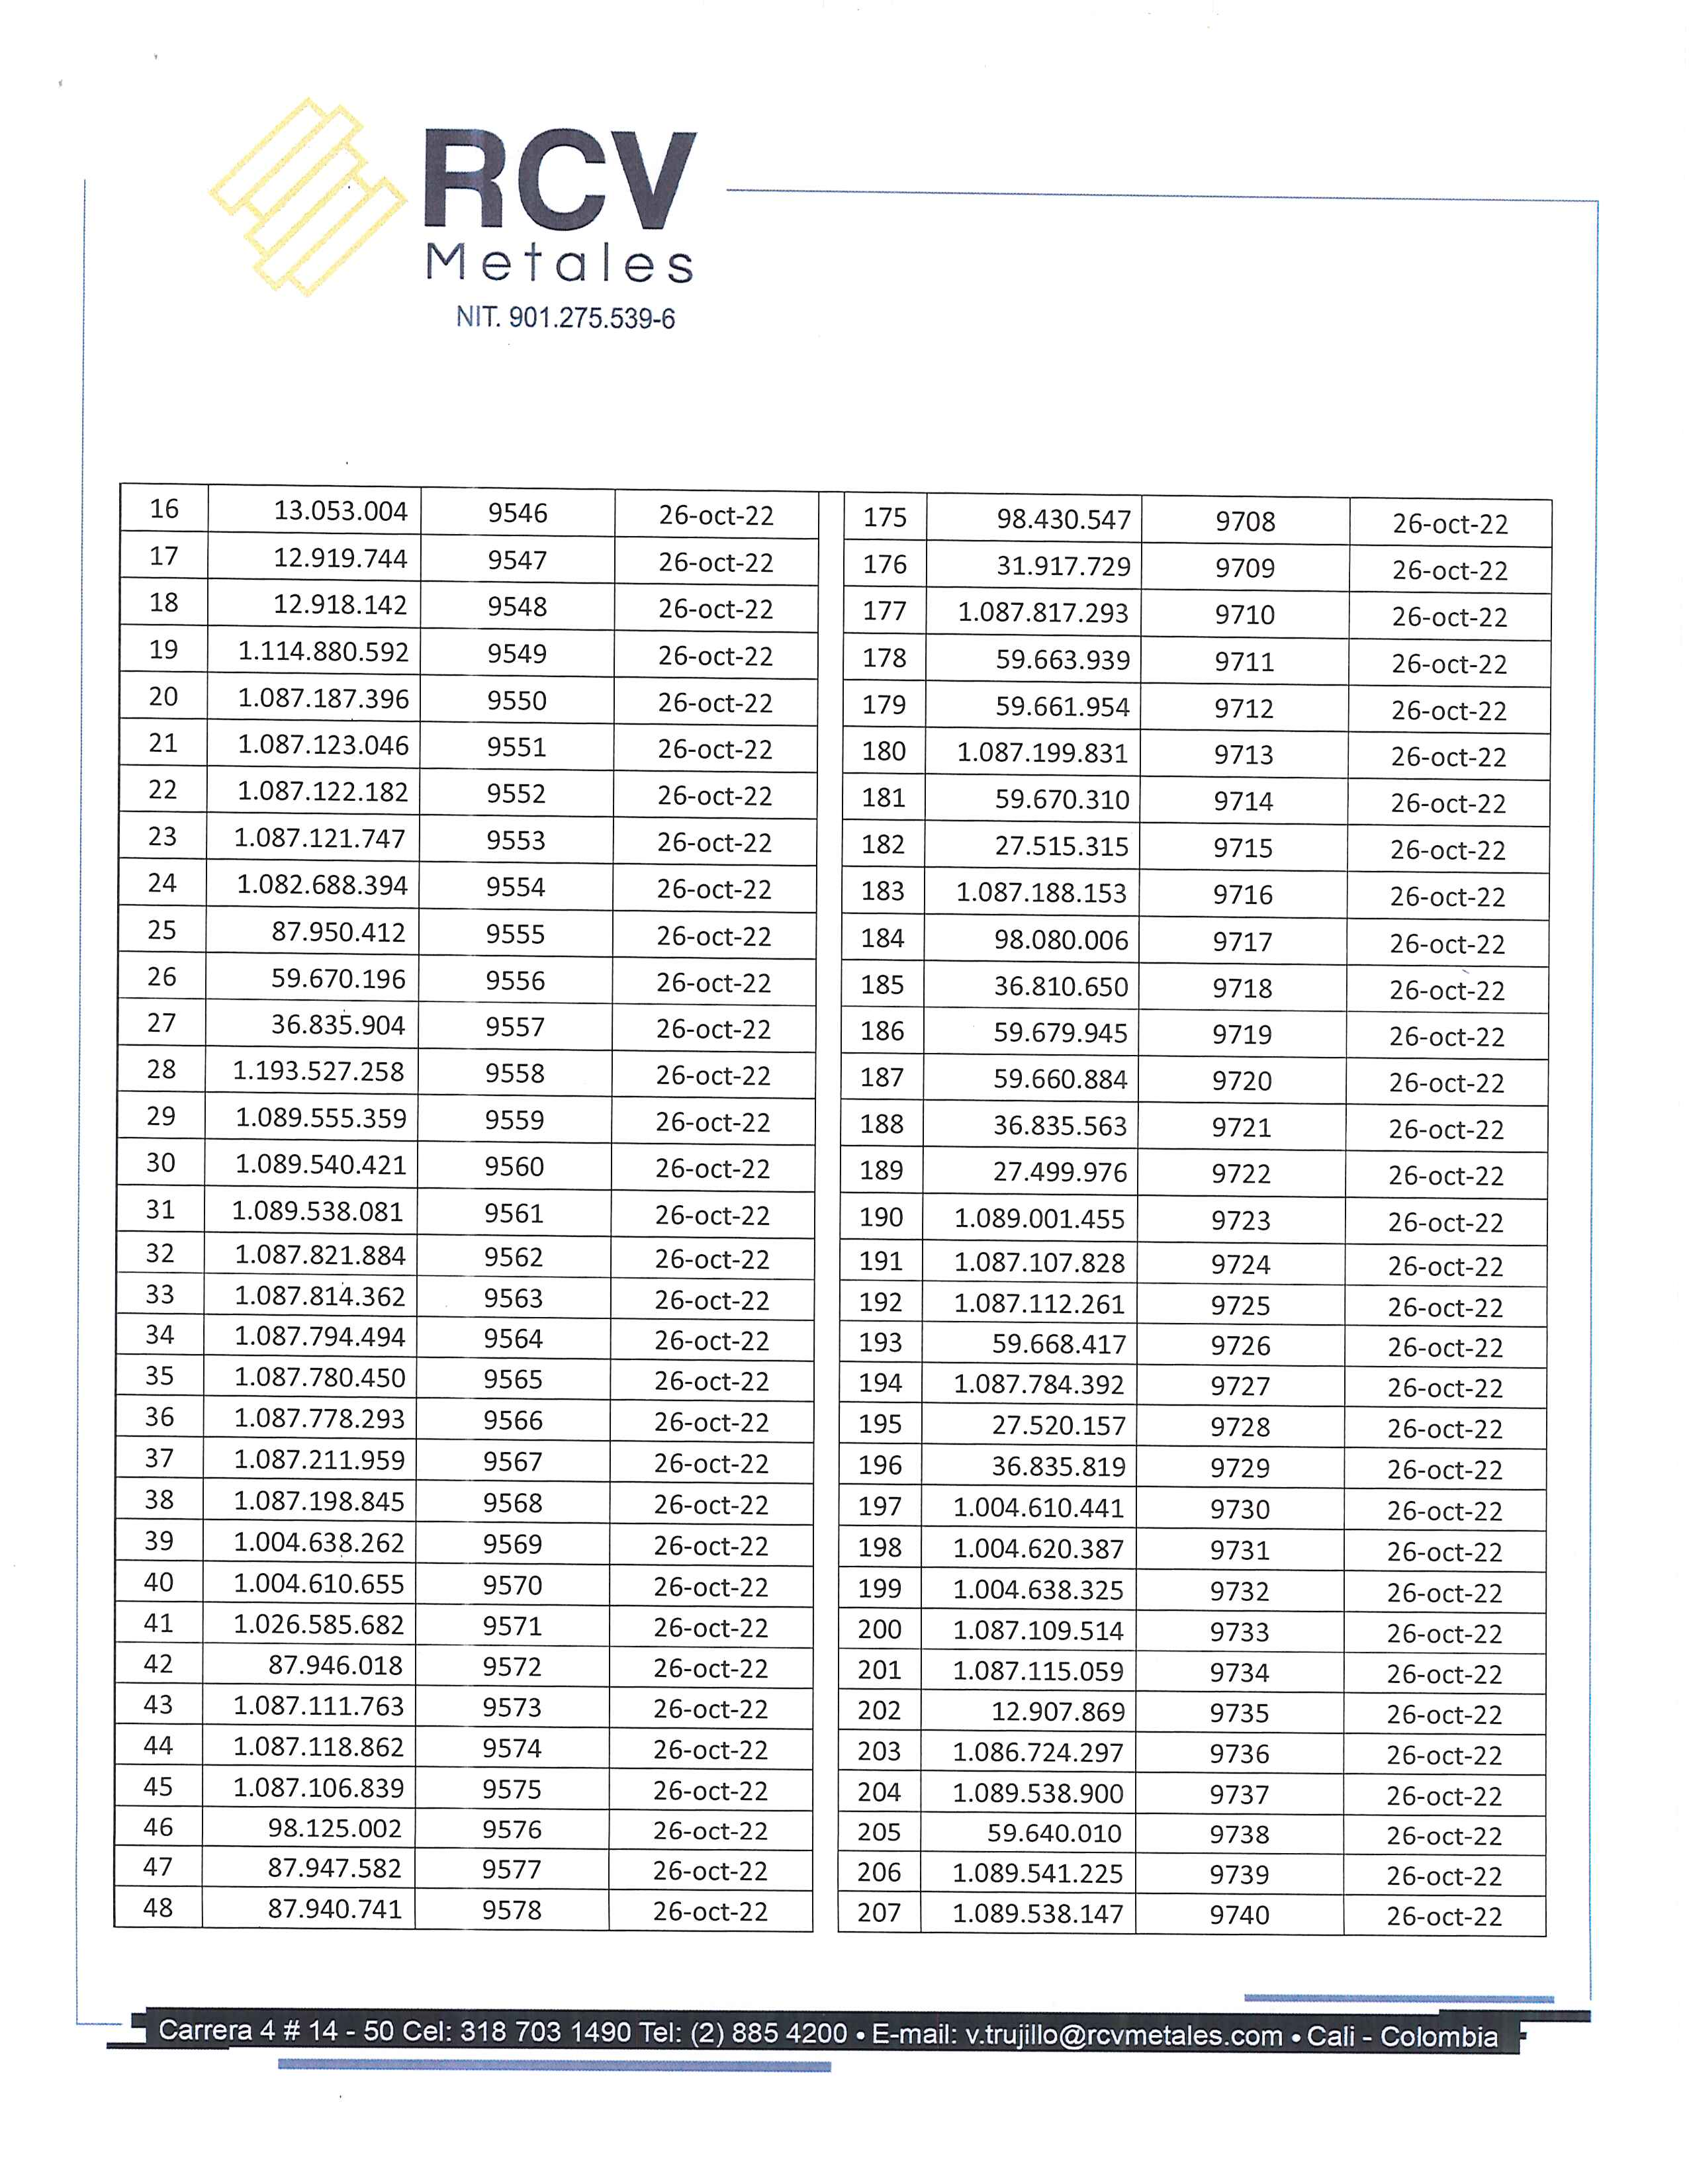 RCV
Metales
NIT. 901.275.539-6
16 13.053.004 9546 26-oct-22 175 98.430.547 9708 26-oct-22
17 12.919.744 9547 26-oct-22 176 31.917.729 9709 26-oct-22
18 12.918.142 9548 26-oct-22 177 1.087.817.293 9710 26-oct-22
19 1.114.880.592 9549 26-oct-22 178 59.663.939 9711 26-oct-22
20 1.087.187.396 9550 26-oct-22 179 59.661.954 9712 26-oct-22
21 1.087.123.046 9551 26-oct-22 180 1.087.199.831 9713 26-oct-22
22 1.087.122.182 9552 26-oct-22 181 59.670.310 9714 26-oct-22
23 1.087.121.747 9553 26-oct-22 182 27.515.315 9715 26-oct-22
24 1.082.688.394 9554 26-oct-22 183 1.087.188.153 9716 26-oct-22
25 87.950.412 9555 26-oct-22 184 98.080.006 9717 26-oct-22
26 59.670.196 9556 26-oct-22 185 36.810.650 9718 26-oct-22
27 36.835.904 9557 26-oct-22 186 59.679.945 9719 26-oct-22
28 1.193.527.258 9558 26-oct-22 187 59.660.884 9720 26-oct-22
29 1.089.555.359 9559 26-oct-22 188 36.835.563 9721 26-oct-22
30 1.089.540.421 9560 26-oct-22 189 27.499.976 9722 26-oct-22
31 1.089.538.081 9561 26-oct-22 190 1.089.001.455 9723 26-oct-22
32 1.087.821.884 9562 26-oct-22 191 1.087.107.828 9724 26-oct-22
33 1.087.814.362 9563 26-oct-22 192 1.087.112.261 9725 26-oct-22
34 1.087.794.494 9564 26-oct-22 193 59.668.417 9726 26-oct-22
35 1.087.780.450 9565 26-oct-22 194 1.087.784.392 9727 26-oct-22
36 1.087.778.293 9566 26-oct-22 195 27.520.157 9728 26-oct-22
37 1.087.211.959 9567 26-oct-22 196 36.835.819 9729 26-oct-22
38 1.087.198.845 9568 26-oct-22 197 1.004.610.441 9730 26-oct-22
39 1.004.638.262 9569 26-oct-22 198 1.004.620.387 9731 26-oct-22
40 1.004.610.655 9570 26-oct-22 199 1.004.638.325 9732 26-oct-22
41 1.026.585.682 9571 26-oct-22 200 1.087.109.514 9733 26-oct-22
42 87.946.018 9572 26-oct-22 201 1.087.115.059 9734 26-oct-22
43 1.087.111.763 9573 26-oct-22 202 12.907.869 9735 26-oct-22
44 1.087.118.862 9574 26-oct-22 203 1.086.724.297 9736 26-oct-22
45 1.087.106.839 9575 26-oct-22 204 1.089.538.900 9737 26-oct-22
46 98.125.002 9576 26-oct-22 205 59.640.010 9738 26-oct-22
47 87.947.582 9577 26-oct-22 206 1.089.541.225 9739 26-oct-22
48 87.940.741 9578 26-oct-22 207 1.089.538.147 9740 26-oct-22
Carrera 4 # 14 - 50 Cel: 318 703 1490 Tel: (2) 885 4200 • E-mail: v.trujillo@rcvmetales.com • Cali - Colombia